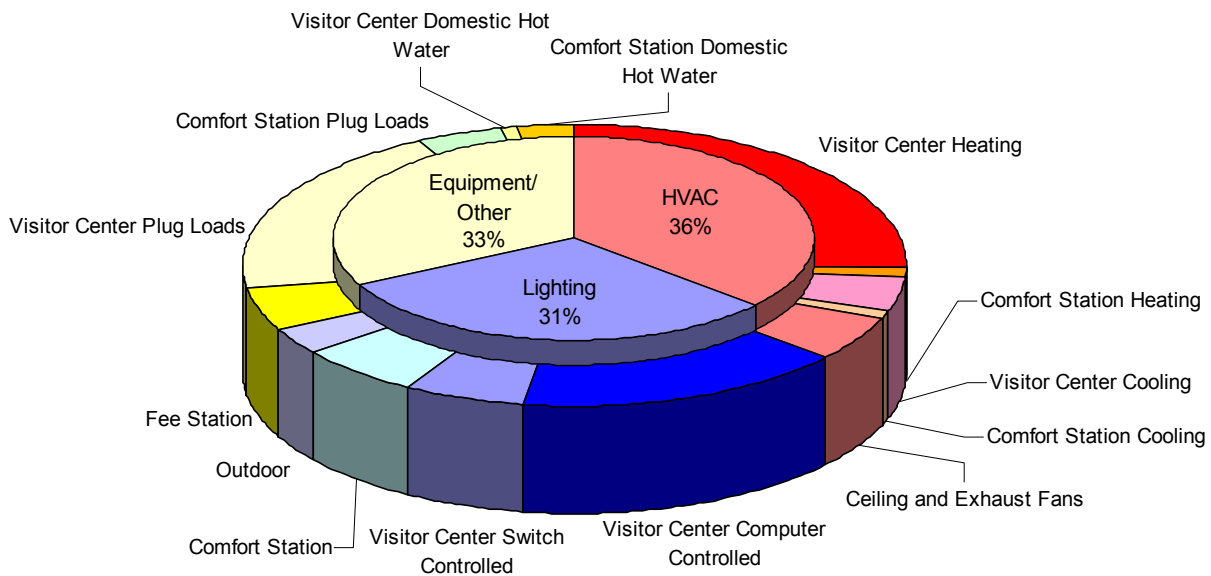 Visitor Center Domestic Hot
Water
Comfort Station Domestic
Hot Water
Comfort Station Plug Loads
Visitor Center Heating
Equipment/
Other
33%
HVAC
36%
Visitor Center Plug Loads
Lighting
31%
Comfort Station Heating
Visitor Center Cooling
Comfort Station Cooling
Fee Station
Outdoor
Ceiling and Exhaust Fans
Comfort Station
Visitor Center Switch
Controlled
Visitor Center Computer
Controlled